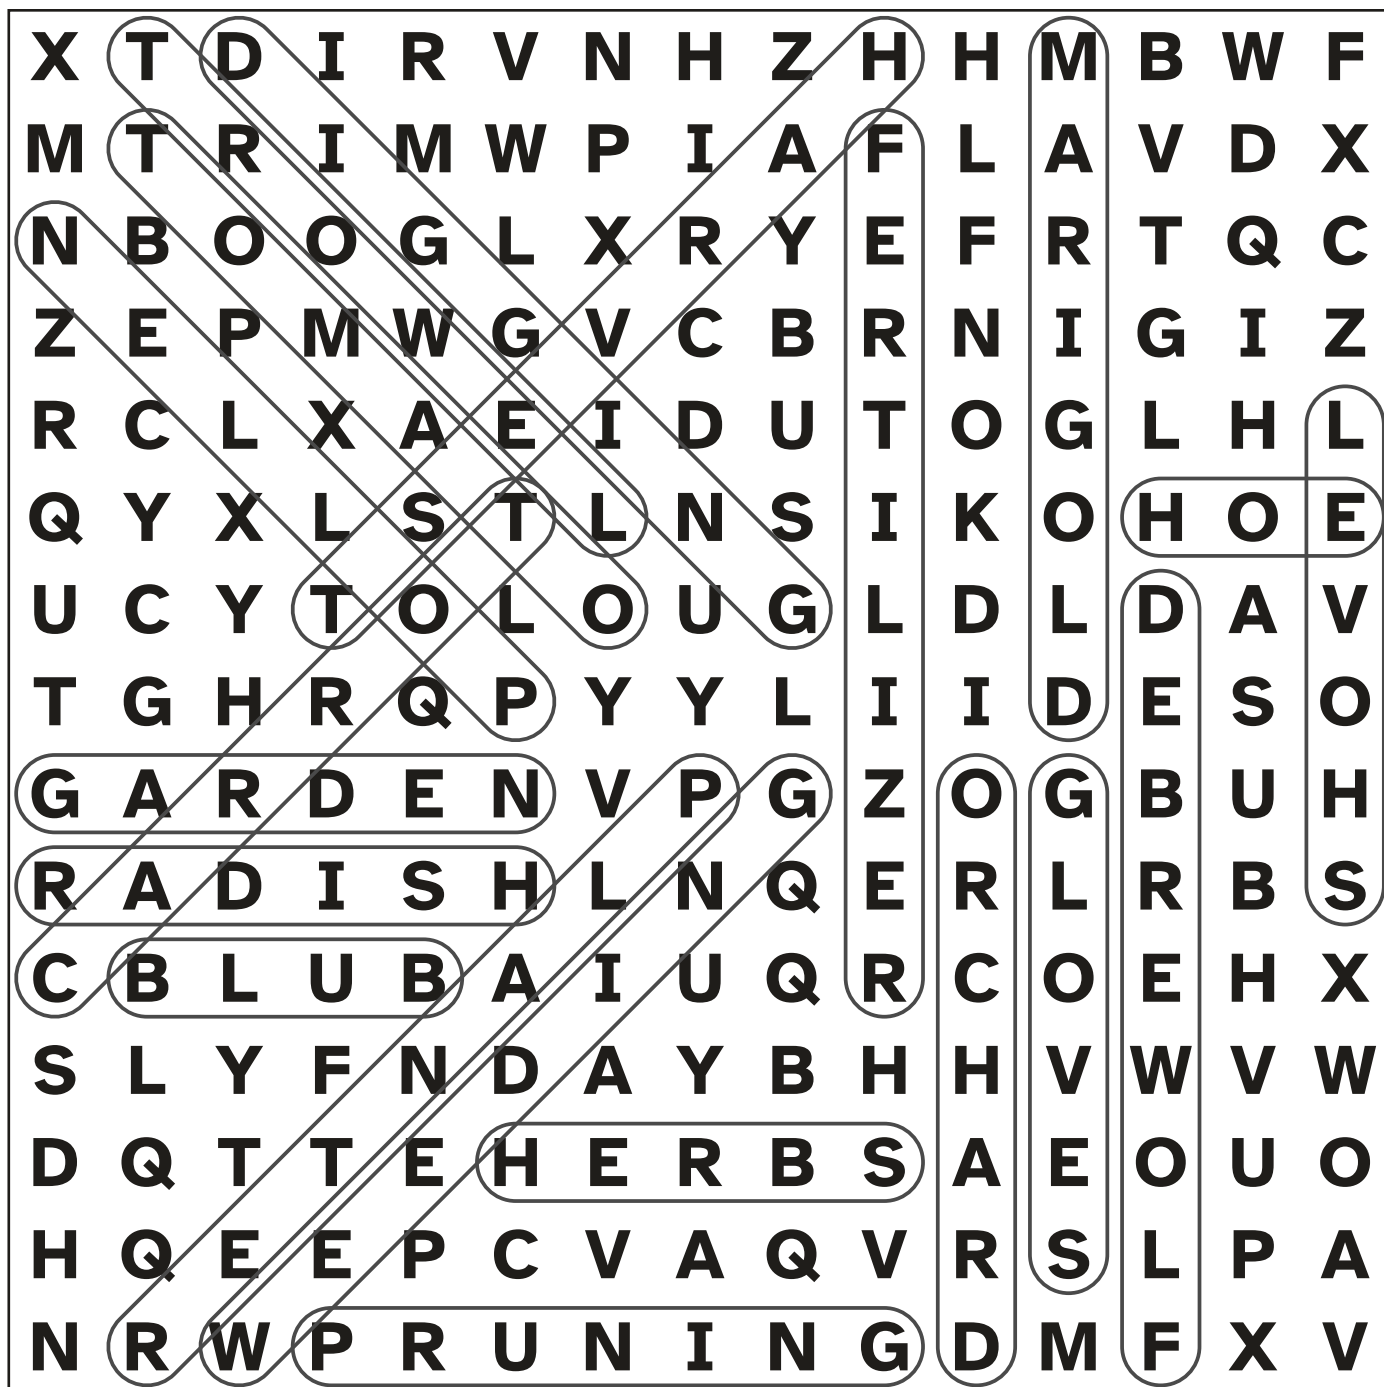 X T D I R V N H Z H H M B W F
M T R I M W P I A F L A V D X
N B O O G L X R Y E F R T Q C
Z E P M W G V C B R N I G I Z
R C L X A E I D U T O G L H L
Q Y X L S T L N S I K O H O E
U C Y T O L O U G L D L D A V
T G H R Q P Y Y L I I D E S O
G A R D E N V P G Z O G B U H
R A D I S H L N Q E R L R B S
C B L U B A I U Q R C O E H X
S L Y F N D A Y B H H V W V W
D Q T T E H E R B S A E O U O
H Q E E P C V A Q V R S L P A
N R W P R U N I N G D M F X V